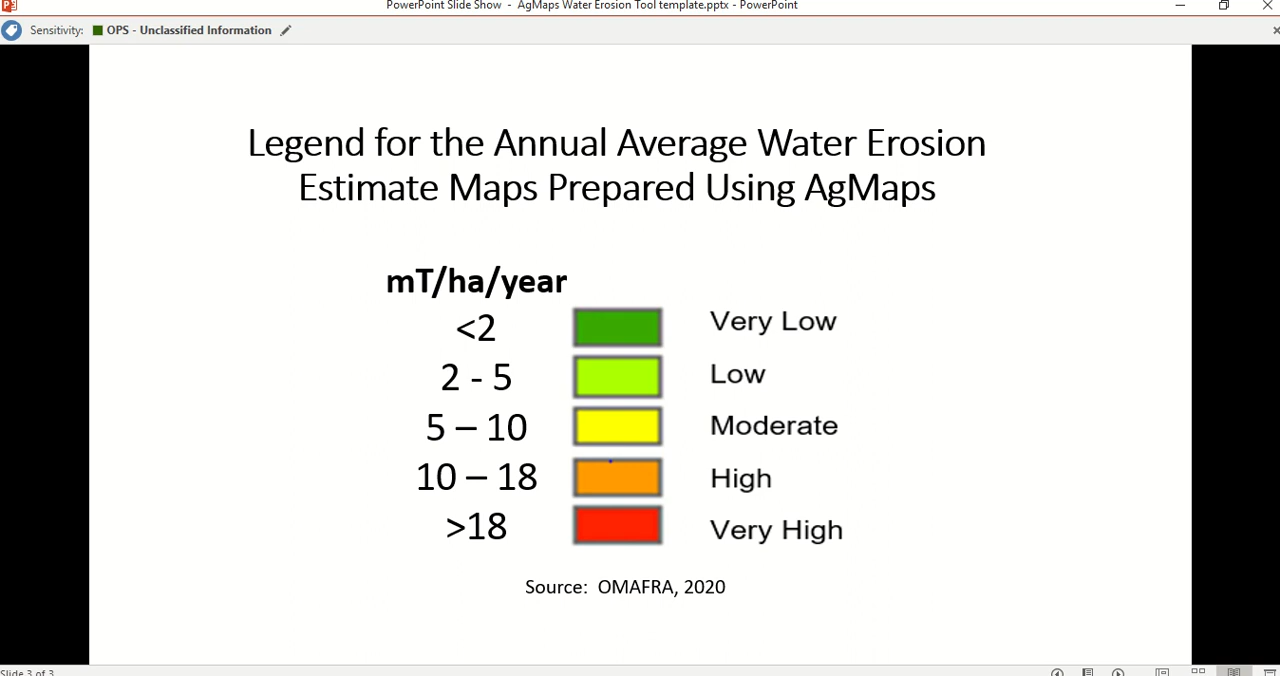 PowerPoint Slide Show - AgMaps Water Erosion Tool template.pptx - PowerPoint
Sensitivity: OPS - Unclassified Information
Legend for the Annual Average Water Erosion
Estimate Maps Prepared Using AgMaps
mT/ha/year
<2 Very Low
2 - 5 Low
5 – 10 Moderate
10 – 18 High
>18 Very High
Source: OMAFRA, 2020
Slide 3 of 3